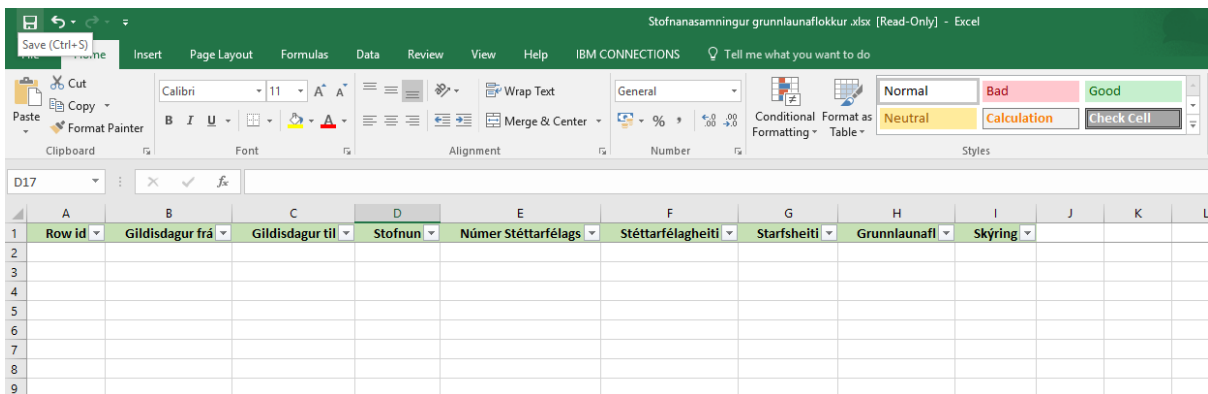 Stofnanasamningur grunnlaunaflokkur .xlsx [Read-Only] - Excel
Save (Ctrl+S)
Insert Page Layout Formulas Data Review View Help IBM CONNECTIONS Tell me what you want to do
Cut
Copy
Format Painter
Paste
Clipboard
Calibri 11
B I U A
Font
Wrap Text
Merge & Center
Alignment
General
% ,
Number
Conditional Formatting
Format as Table
Normal Bad Good
Neutral Calculation Check Cell
Styles
D17 fx
A B C D E F G H I J K L
1 Row id Gildisdagur frá Gildisdagur til Stofnun Númer Stéttarfélags Stéttarfélagheiti Starfsheiti Grunnlaunafl Skýring
2
3
4
5
6
7
8
9